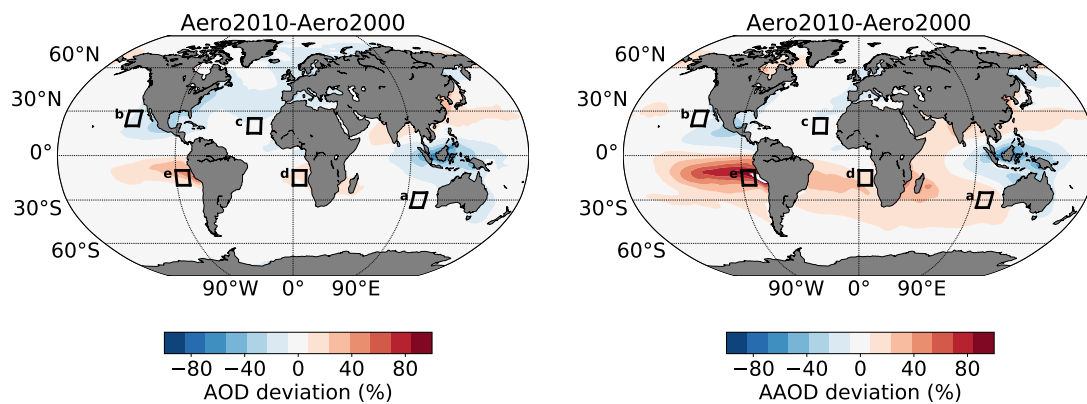 Aero2010-Aero2000
60°N
30°N
0°
30°S
60°S
b
c
e
d
a
90°W 0° 90°E
−80 −40 0 40 80
AOD deviation (%)
Aero2010-Aero2000
60°N
30°N
0°
30°S
60°S
b
c
e
d
a
90°W 0° 90°E
−80 −40 0 40 80
AAOD deviation (%)